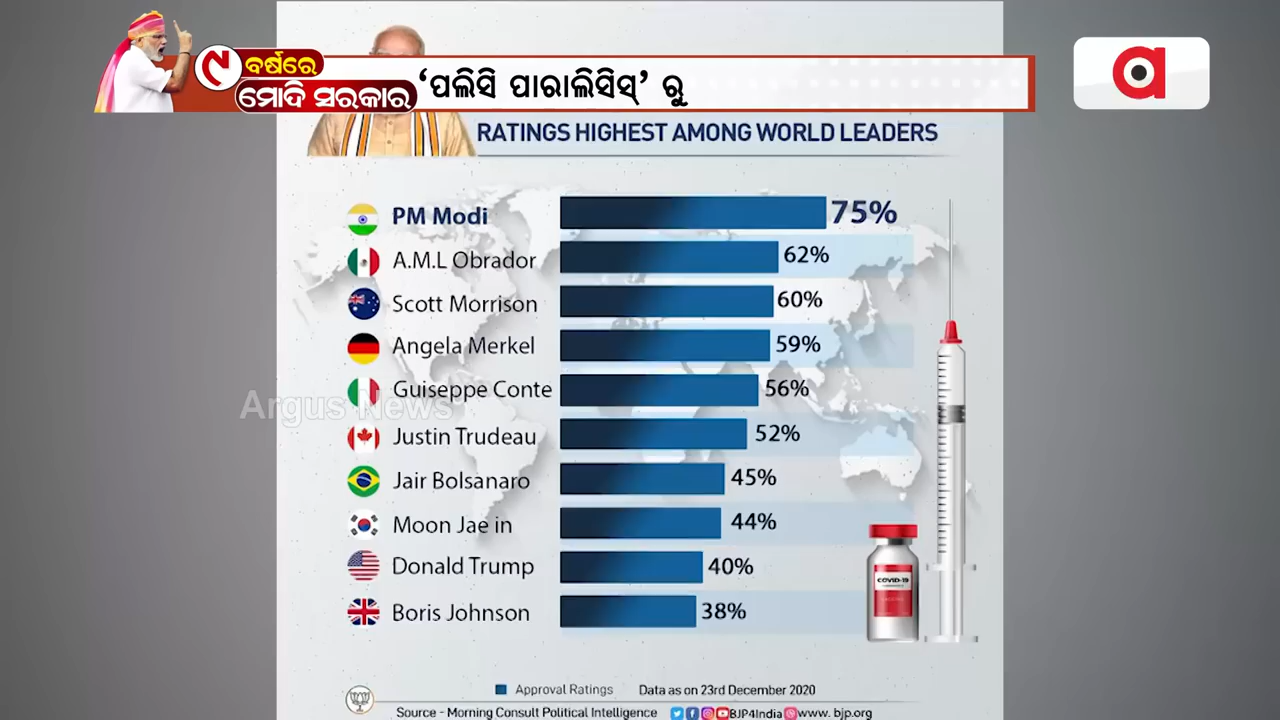 ୯ ବର୍ଷରେ
ମୋଦି ସରକାର
‘ପଲିସି ପାରାଲିସିସ୍’ ରୁ
a
RATINGS HIGHEST AMONG WORLD LEADERS
PM Modi 75%
A.M.L Obrador 62%
Scott Morrison 60%
Angela Merkel 59%
Guiseppe Conte 56%
Argus News
Justin Trudeau 52%
Jair Bolsanaro 45%
Moon Jae in 44%
Donald Trump 40%
COVID-19
Boris Johnson 38%
Approval Ratings Data as on 23rd December 2020
Source - Morning Consult Political Intelligence BJP4India www. bjp.org